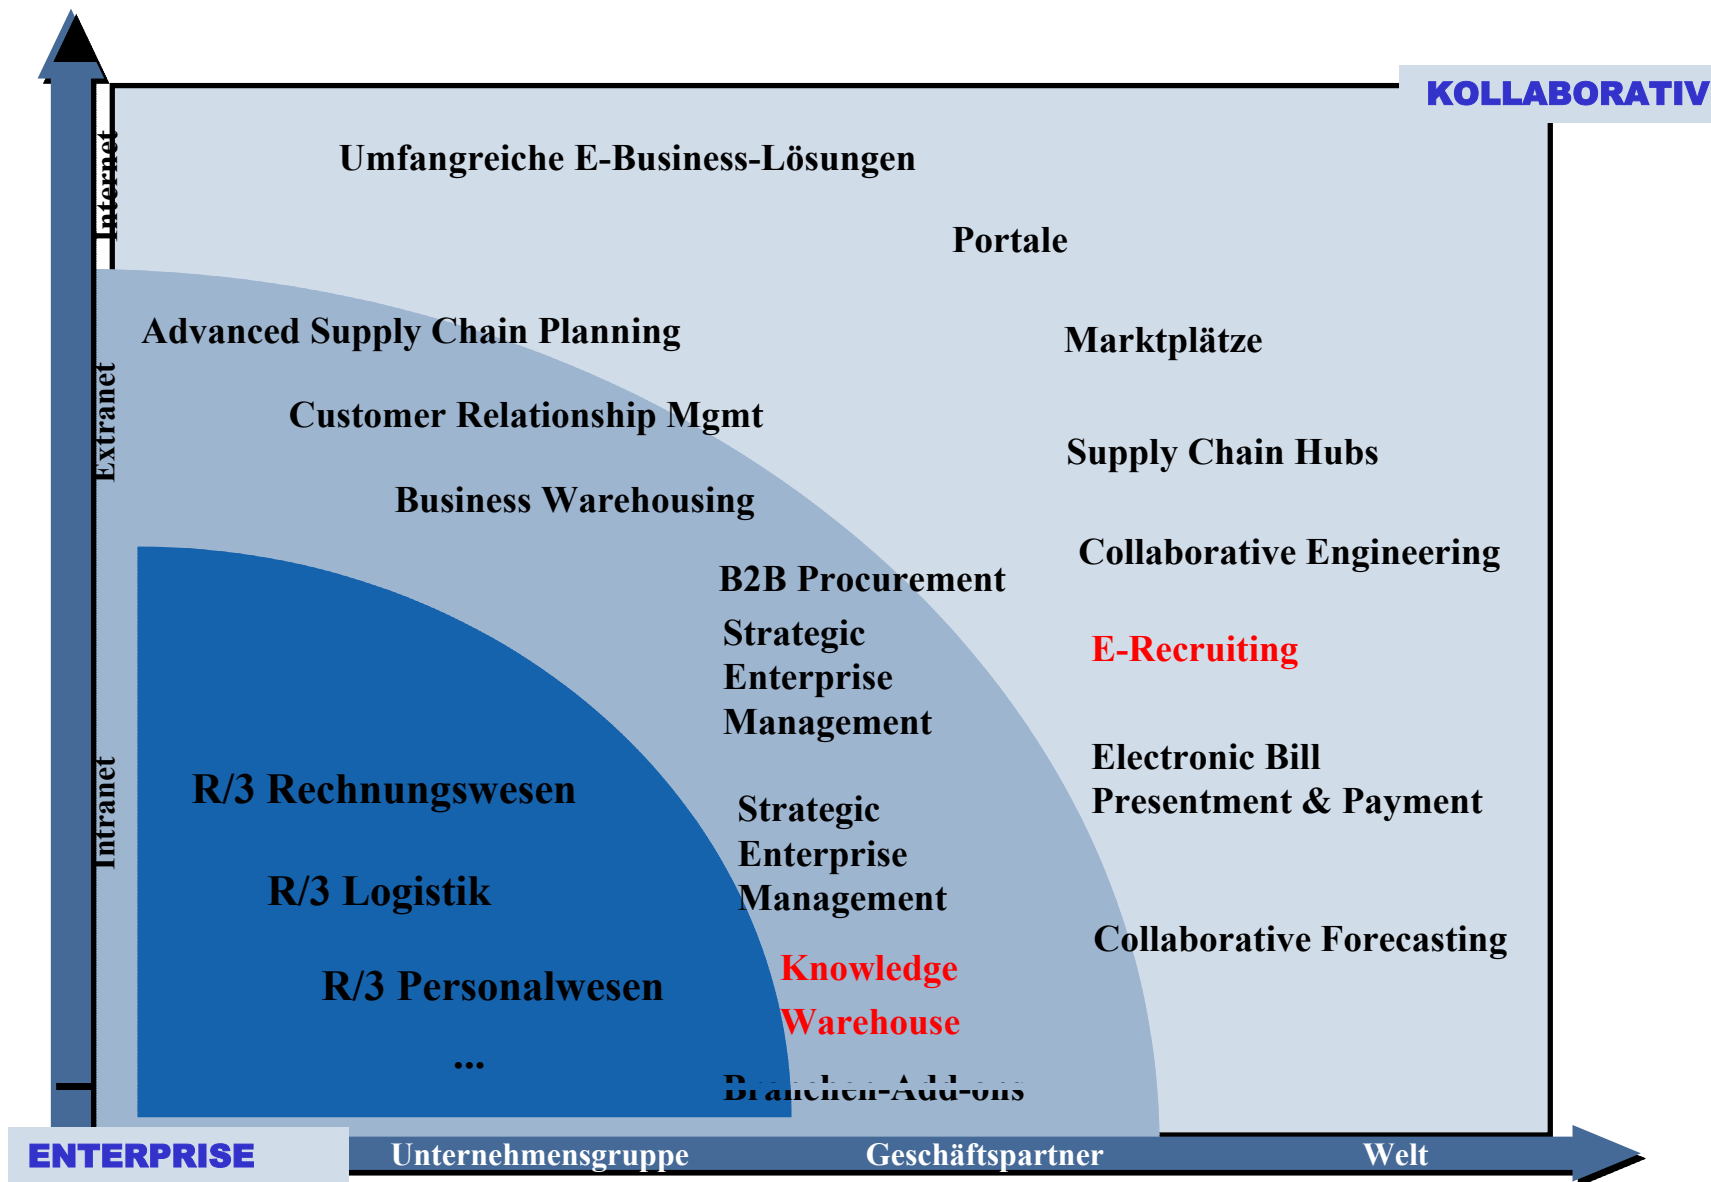 KOLLABORATIV
Internet
Umfangreiche E-Business-Lösungen
Portale
Extranet
Advanced Supply Chain Planning
Marktplätze
Customer Relationship Mgmt
Supply Chain Hubs
Business Warehousing
Collaborative Engineering
B2B Procurement
Strategic
Enterprise
Management
E-Recruiting
Intranet
R/3 Rechnungswesen
Electronic Bill
Presentment & Payment
Strategic
Enterprise
Management
R/3 Logistik
Collaborative Forecasting
Knowledge
Warehouse
R/3 Personalwesen
...
Branchen-Add-ons
ENTERPRISE
Unternehmensgruppe
Geschäftspartner
Welt